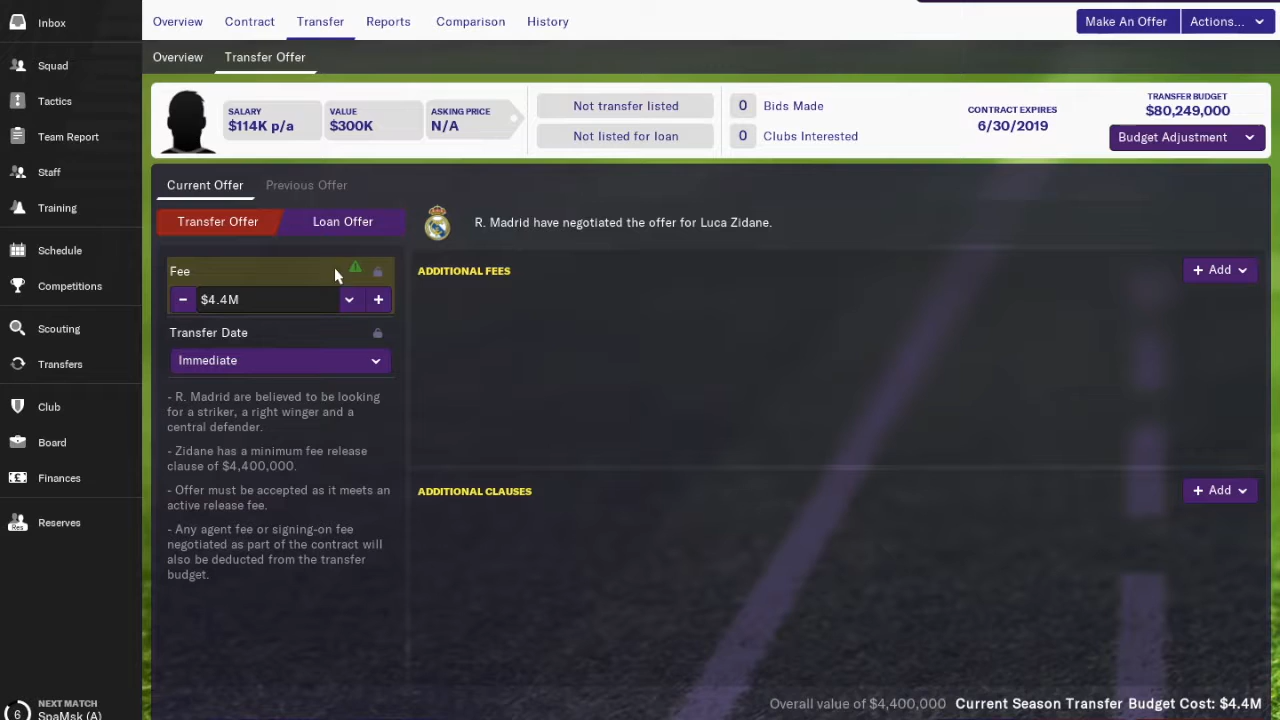 Inbox
Overview
Contract
Transfer
Reports
Comparison
History
Make An Offer
Actions...
Overview
Transfer Offer
Squad
Tactics
Team Report
Staff
Training
Schedule
Competitions
Scouting
Transfers
Club
Board
Finances
Res
Reserves
6
NEXT MATCH
SpaMsk (A)
SALARY
$114K p/a
VALUE
$300K
ASKING PRICE
N/A
Not transfer listed
Not listed for loan
0 Bids Made
0 Clubs Interested
CONTRACT EXPIRES
6/30/2019
TRANSFER BUDGET
$80,249,000
Budget Adjustment
Current Offer
Previous Offer
Transfer Offer
Loan Offer
R. Madrid have negotiated the offer for Luca Zidane.
Fee
- $4.4M +
Transfer Date
Immediate
- R. Madrid are believed to be looking
for a striker, a right winger and a
central defender.
- Zidane has a minimum fee release
clause of $4,400,000.
- Offer must be accepted as it meets an
active release fee.
- Any agent fee or signing-on fee
negotiated as part of the contract will
also be deducted from the transfer
budget.
ADDITIONAL FEES
+ Add
ADDITIONAL CLAUSES
+ Add
Overall value of $4,400,000 Current Season Transfer Budget Cost: $4.4M